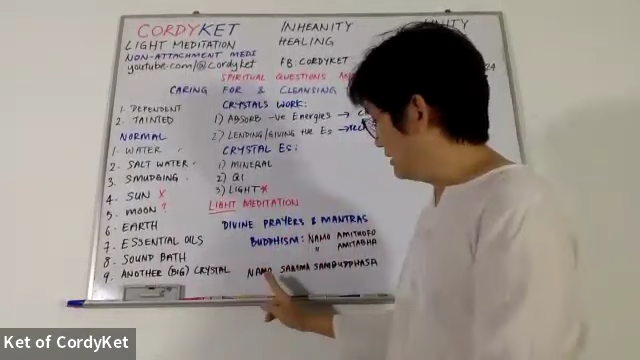 CORDYKET
LIGHT MEDITATION
NON-ATTACHMENT MEDI
youtube.com/@CordyKet
INHEANITY
HEALING
FB: CORDYKET
UNITY
24
SPIRITUAL QUESTIONS
CARING FOR & CLEANSING
1. DEPENDENT
2. TAINTED
NORMAL
1. WATER
2. SALT WATER
3. SMUDGING
4. SUN X
5. MOON ?
6. EARTH
7. ESSENTIAL OILS
8. SOUND BATH
9. ANOTHER (BIG) CRYSTAL
CRYSTALS WORK:
1) ABSORB -ve ENERGIES →
2) LENDING/GIVING +ve Es →
CRYSTAL Es:
1) MINERAL
2) QI
3) LIGHT *
LIGHT MEDITATION
DIVINE PRAYERS & MANTRAS
BUDDHISM: NAMO AMITHOFO
" AMITABHA
NAMO SAMMA SAMBUDDHASA
Ket of CordyKet